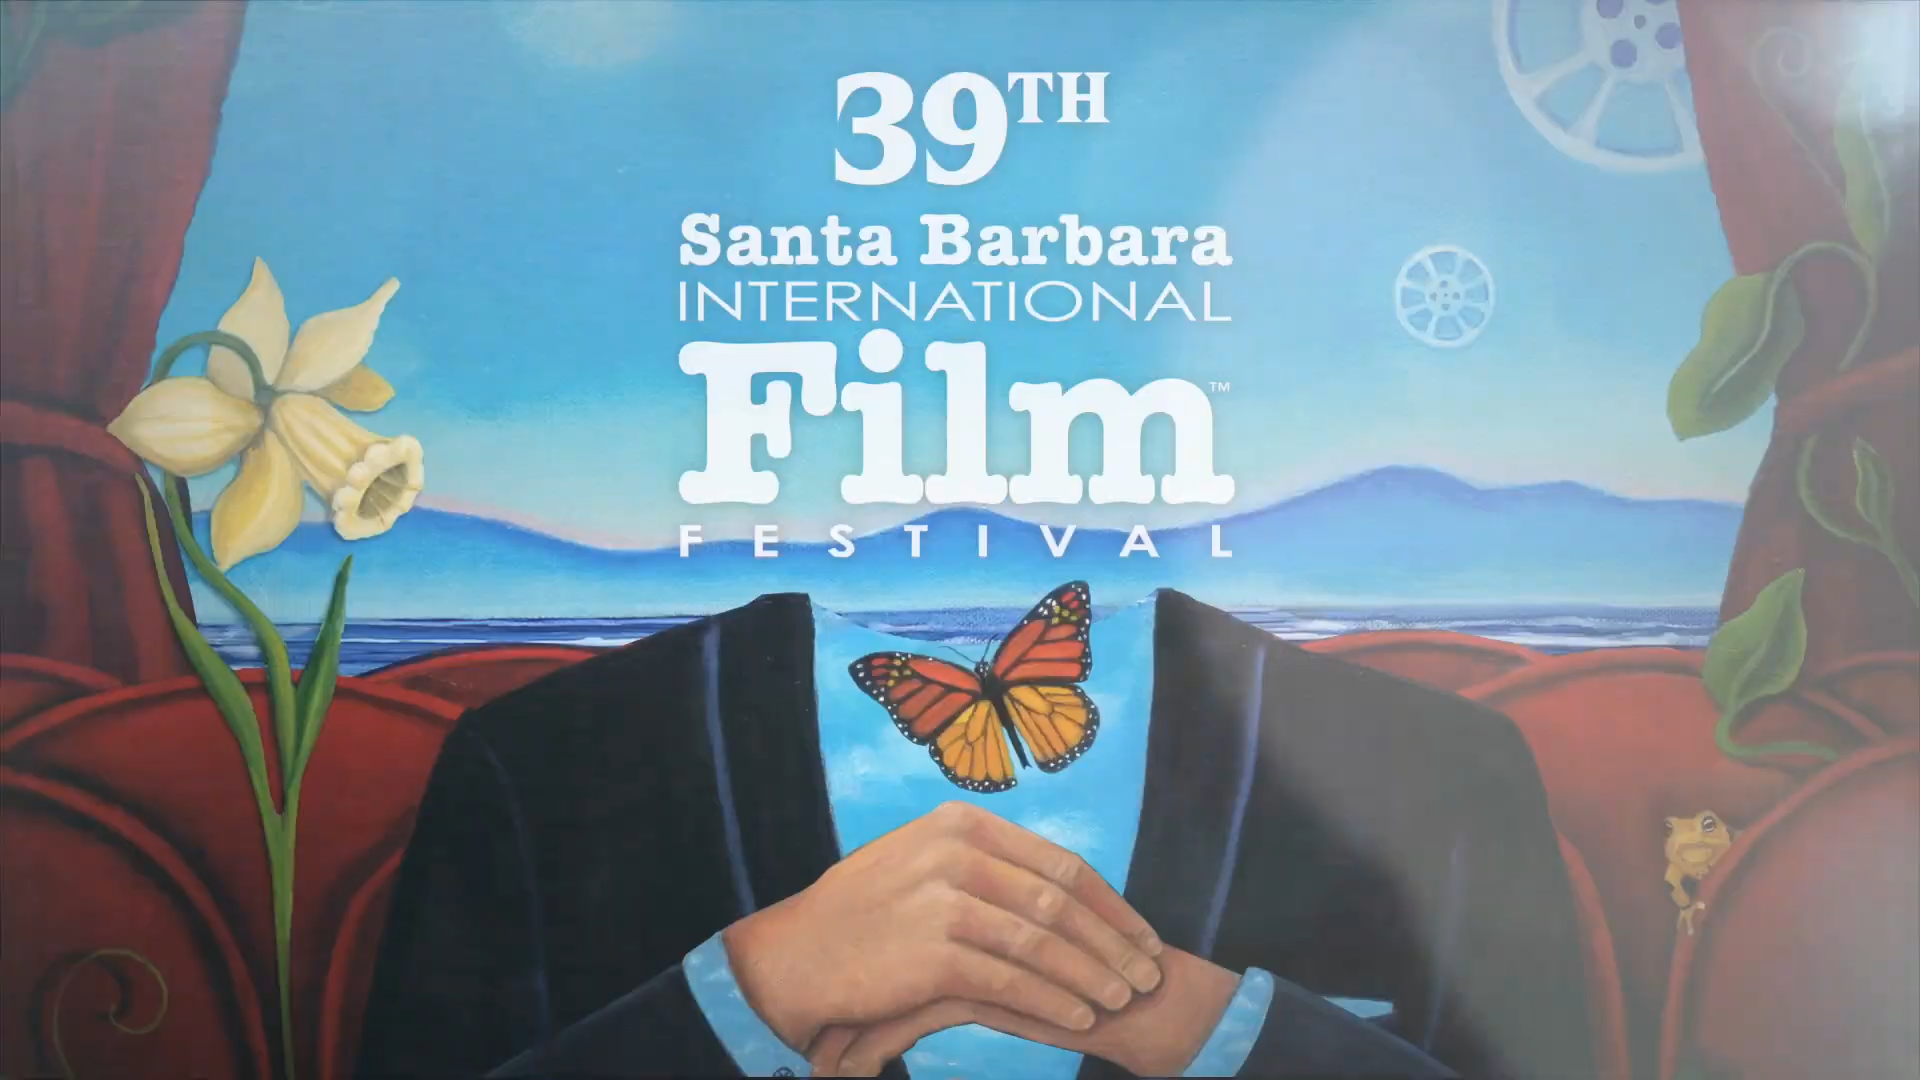 39TH
Santa Barbara
INTERNATIONAL
Film™
FESTIVAL